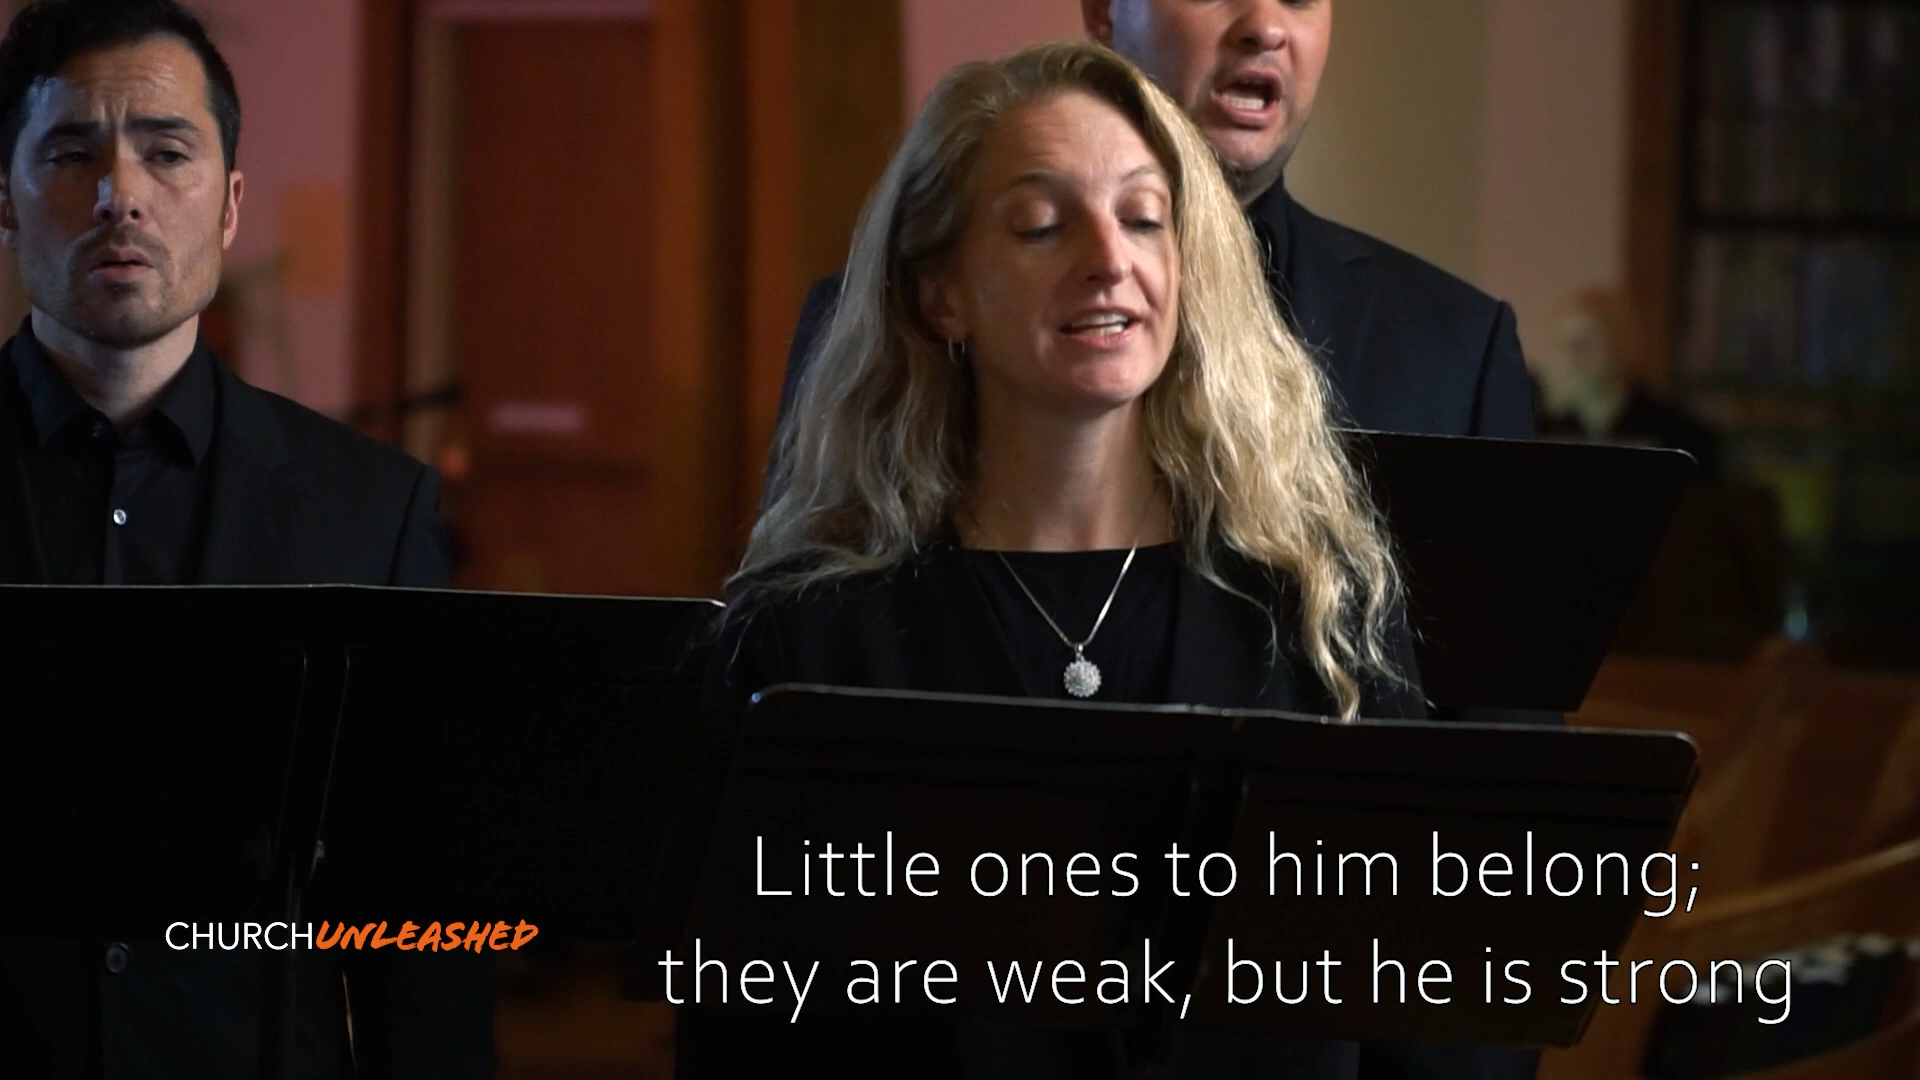 Little ones to him belong;
they are weak, but he is strong
CHURCHUNLEASHED